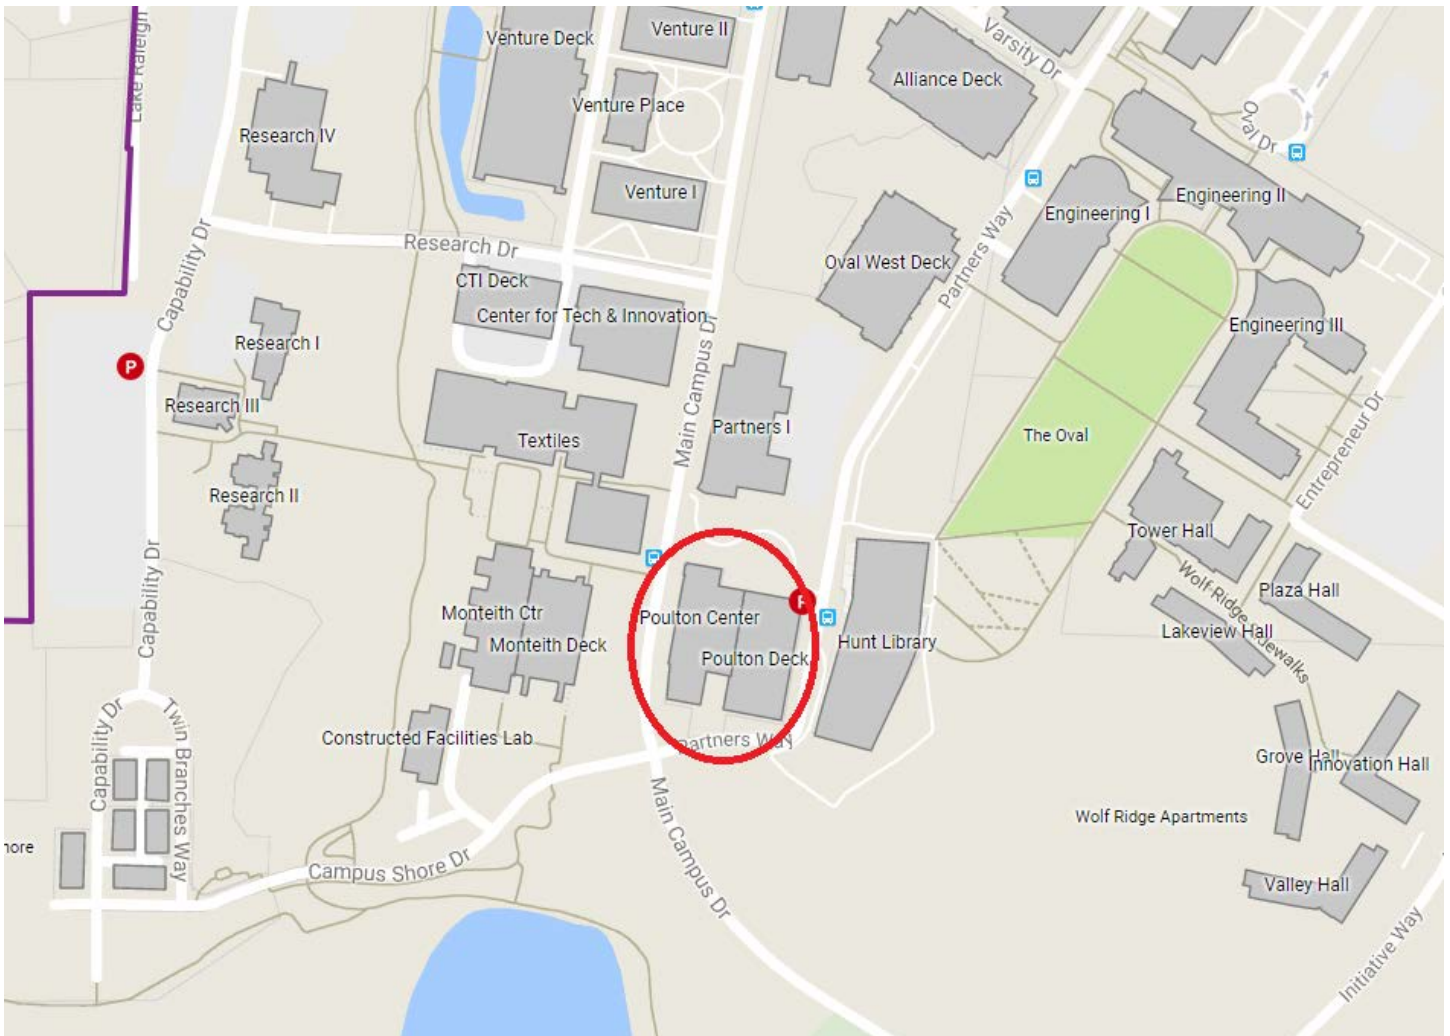 Lake Raleigh
Venture Deck
Venture II
Varsity Dr
Alliance Deck
Venture Place
Research IV
Oval Dr
Venture I
Engineering II
Engineering I
Capability Dr
Research Dr
Partners Way
Oval West Deck
CTI Deck
Center for Tech & Innovation
Engineering III
Research I
Main Campus Dr
P
Research III
Partners I
Textiles
The Oval
Entrepreneur Dr
Research II
Tower Hall
Capability Dr
Wolf Ridge Sidewalks
Plaza Hall
Monteith Ctr
Poulton Center
P
Lakeview Hall
Monteith Deck
Poulton Deck
Hunt Library
Capability Dr
Twin Branches Way
Constructed Facilities Lab
Partners Way
Grove Hall
Innovation Hall
Main Campus Dr
Wolf Ridge Apartments
hore
Campus Shore Dr
Valley Hall
Initiative Way